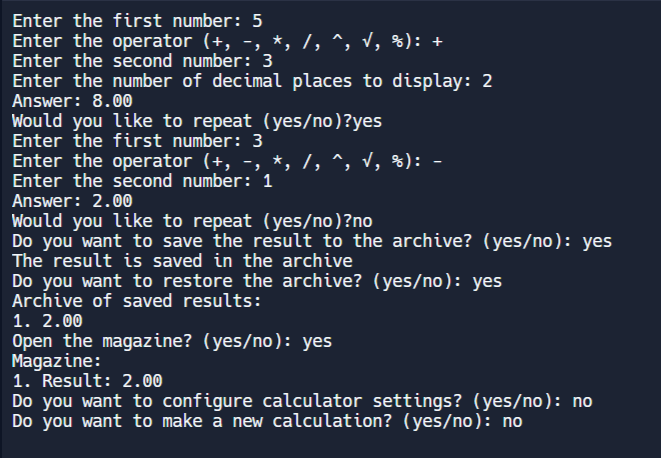 Enter the first number: 5
Enter the operator (+, -, *, /, ^, √, %): +
Enter the second number: 3
Enter the number of decimal places to display: 2
Answer: 8.00
Would you like to repeat (yes/no)?yes
Enter the first number: 3
Enter the operator (+, -, *, /, ^, √, %): -
Enter the second number: 1
Answer: 2.00
Would you like to repeat (yes/no)?no
Do you want to save the result to the archive? (yes/no): yes
The result is saved in the archive
Do you want to restore the archive? (yes/no): yes
Archive of saved results:
1. 2.00
Open the magazine? (yes/no): yes
Magazine:
1. Result: 2.00
Do you want to configure calculator settings? (yes/no): no
Do you want to make a new calculation? (yes/no): no